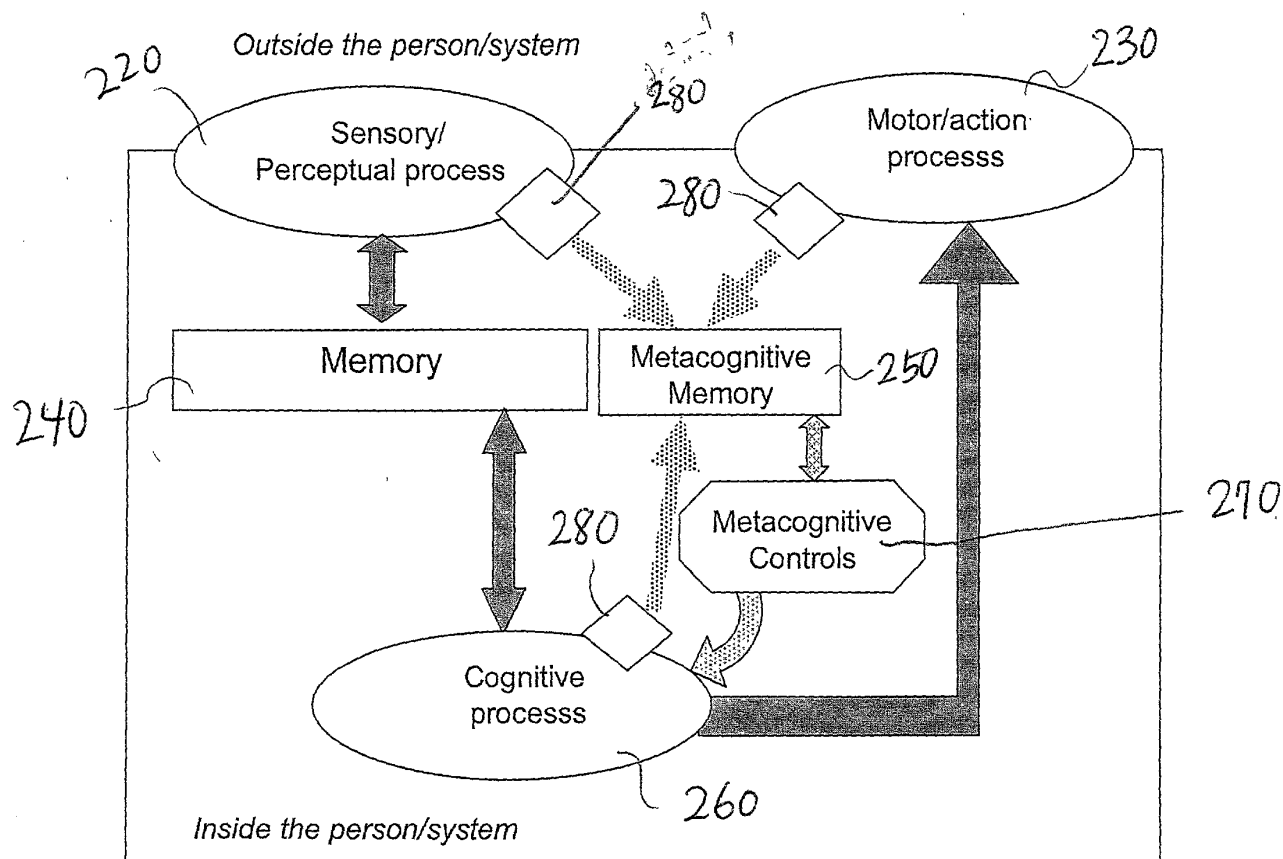 Outside the person/system
220
280
230
Sensory/
Perceptual process
Motor/action
processs
280
Memory
Metacognitive
Memory
250
240
280
Metacognitive
Controls
270
Cognitive
processs
260
Inside the person/system